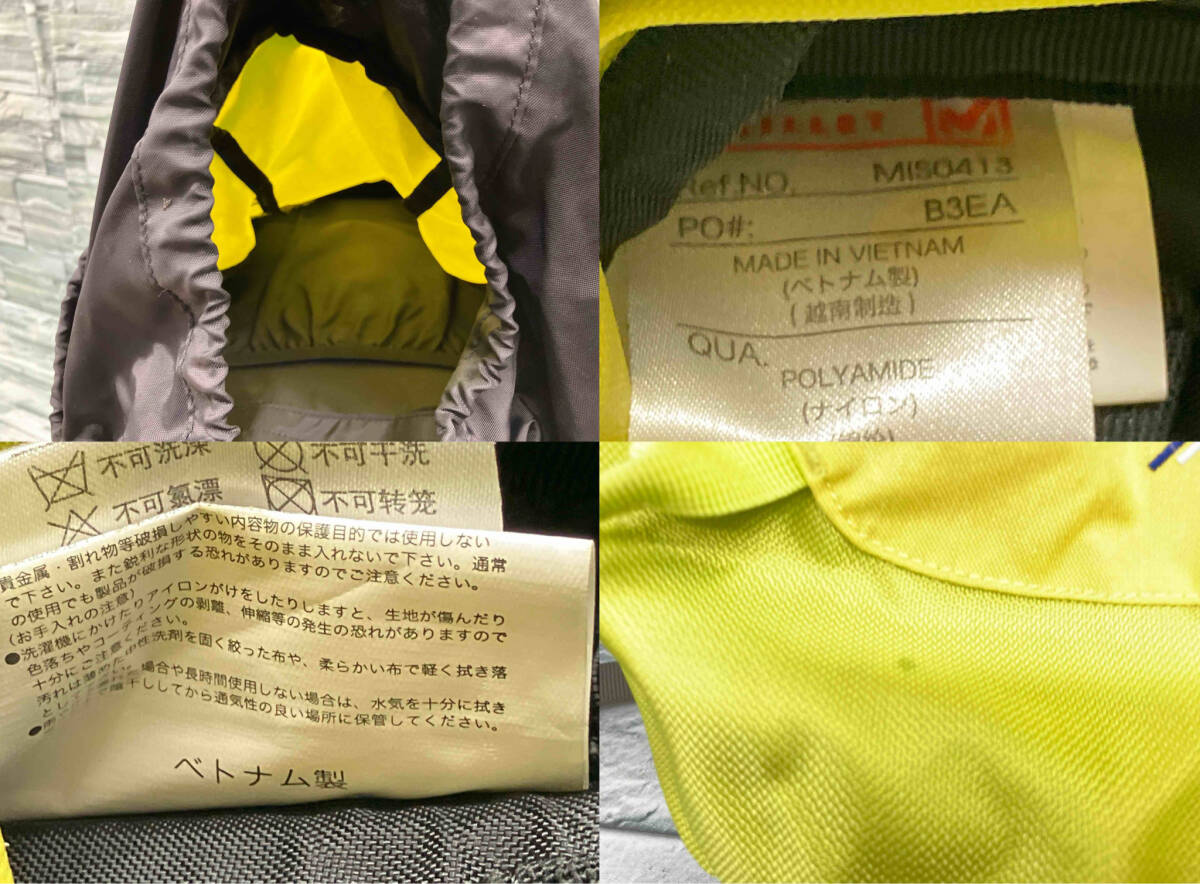 Ref.NO. MIS0413
PO#: B3EA
MADE IN VIETNAM
(ベトナム製)
(越南制造)
QUA.
POLYAMIDE
(ナイロン)
不可洗涤
不可干洗
不可氯漂
不可转笼
貴金属・割れ物等破損しやすい内容物の保護目的では使用しない
で下さい。また鋭利な形状の物をそのまま入れないで下さい。通常
の使用でも製品が破損する恐れがありますのでご注意ください。
(お手入れの注意)
●洗濯機にかけたりアイロンがけをしたりしますと、生地が傷んだり
色落ちやコーティングの剥離、伸縮等の発生の恐れがありますので
十分にご注意ください。
汚れは薄めた中性洗剤を固く絞った布や、柔らかい布で軽く拭き落
場合や長時間使用しない場合は、水気を十分に拭き
干ししてから通気性の良い場所に保管してください。
ベトナム製